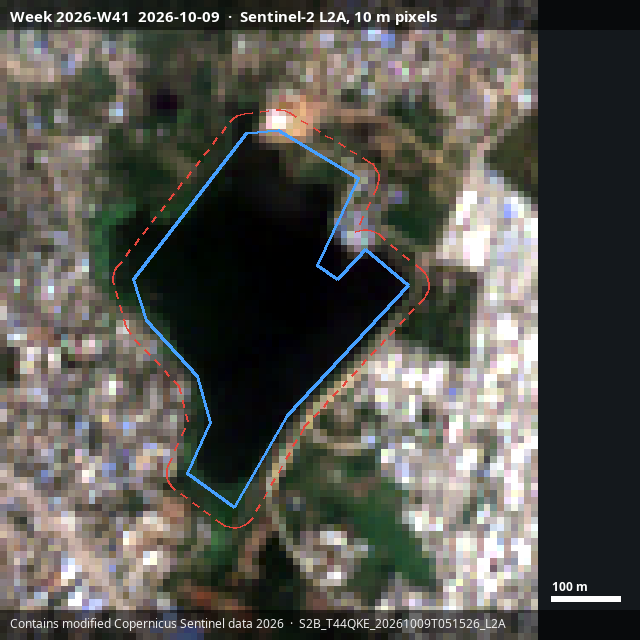 Week 2026-W41  2026-10-09  ·  Sentinel-2 L2A, 10 m pixels
100 m
Contains modified Copernicus Sentinel data 2026  ·  S2B_T44QKE_20261009T051526_L2A